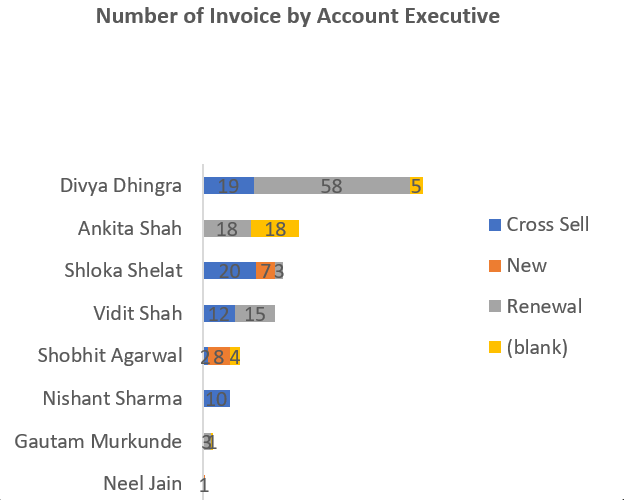 Number of Invoice by Account Executive
Divya Dhingra 19 58 5
Ankita Shah 18 18
Shloka Shelat 20 7 3
Vidit Shah 12 15
Shobhit Agarwal 2 8 4
Nishant Sharma 10
Gautam Murkunde 3 1
Neel Jain 1
Cross Sell
New
Renewal
(blank)